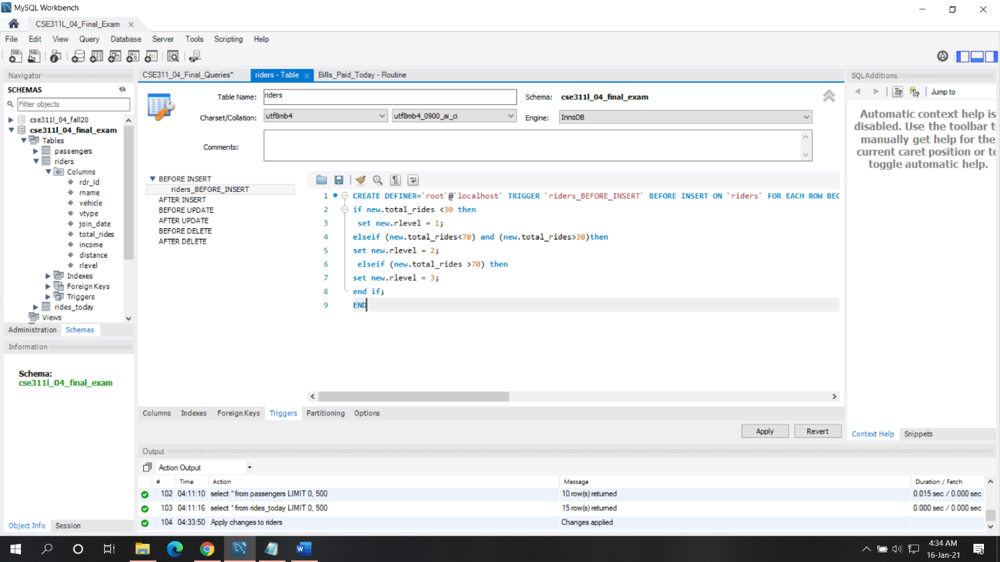 MySQL Workbench
CSE311L_04_Final_Exam
File Edit View Query Database Server Tools Scripting Help
Navigator
SCHEMAS
Filter objects
cse311l_04_fall20
cse311l_04_final_exam
Tables
passengers
riders
Columns
rdr_id
rname
vehicle
vtype
join_date
total_rides
income
distance
rlevel
Indexes
Foreign Keys
Triggers
rides_today
Views
Administration Schemas
Information
Schema:
cse311l_04_final_exam
Object Info Session
CSE311_04_Final_Queries* riders - Table Bills_Paid_Today - Routine
Table Name: riders Schema: cse311l_04_final_exam
Charset/Collation: utf8mb4 utf8mb4_0900_ai_ci Engine: InnoDB
Comments:
BEFORE INSERT
riders_BEFORE_INSERT
AFTER INSERT
BEFORE UPDATE
AFTER UPDATE
BEFORE DELETE
AFTER DELETE
1 CREATE DEFINER=`root`@`localhost` TRIGGER `riders_BEFORE_INSERT` BEFORE INSERT ON `riders` FOR EACH ROW BEG
2 if new.total_rides <30 then
3 set new.rlevel = 1;
4 elseif (new.total_rides<70) and (new.total_rides>30)then
5 set new.rlevel = 2;
6 elseif (new.total_rides >70) then
7 set new.rlevel = 3;
8 end if;
9 END
Columns Indexes Foreign Keys Triggers Partitioning Options
Apply Revert
SQLAdditions
Jump to
Automatic context help is
disabled. Use the toolbar t
manually get help for the
current caret position or to
toggle automatic help.
Context Help Snippets
Output
Action Output
# Time Action Message Duration / Fetch
102 04:11:10 select * from passengers LIMIT 0, 500 10 row(s) returned 0.015 sec / 0.000 sec
103 04:11:16 select * from rides_today LIMIT 0, 500 15 row(s) returned 0.000 sec / 0.000 sec
104 04:33:50 Apply changes to riders Changes applied
4:34 AM
16-Jan-21